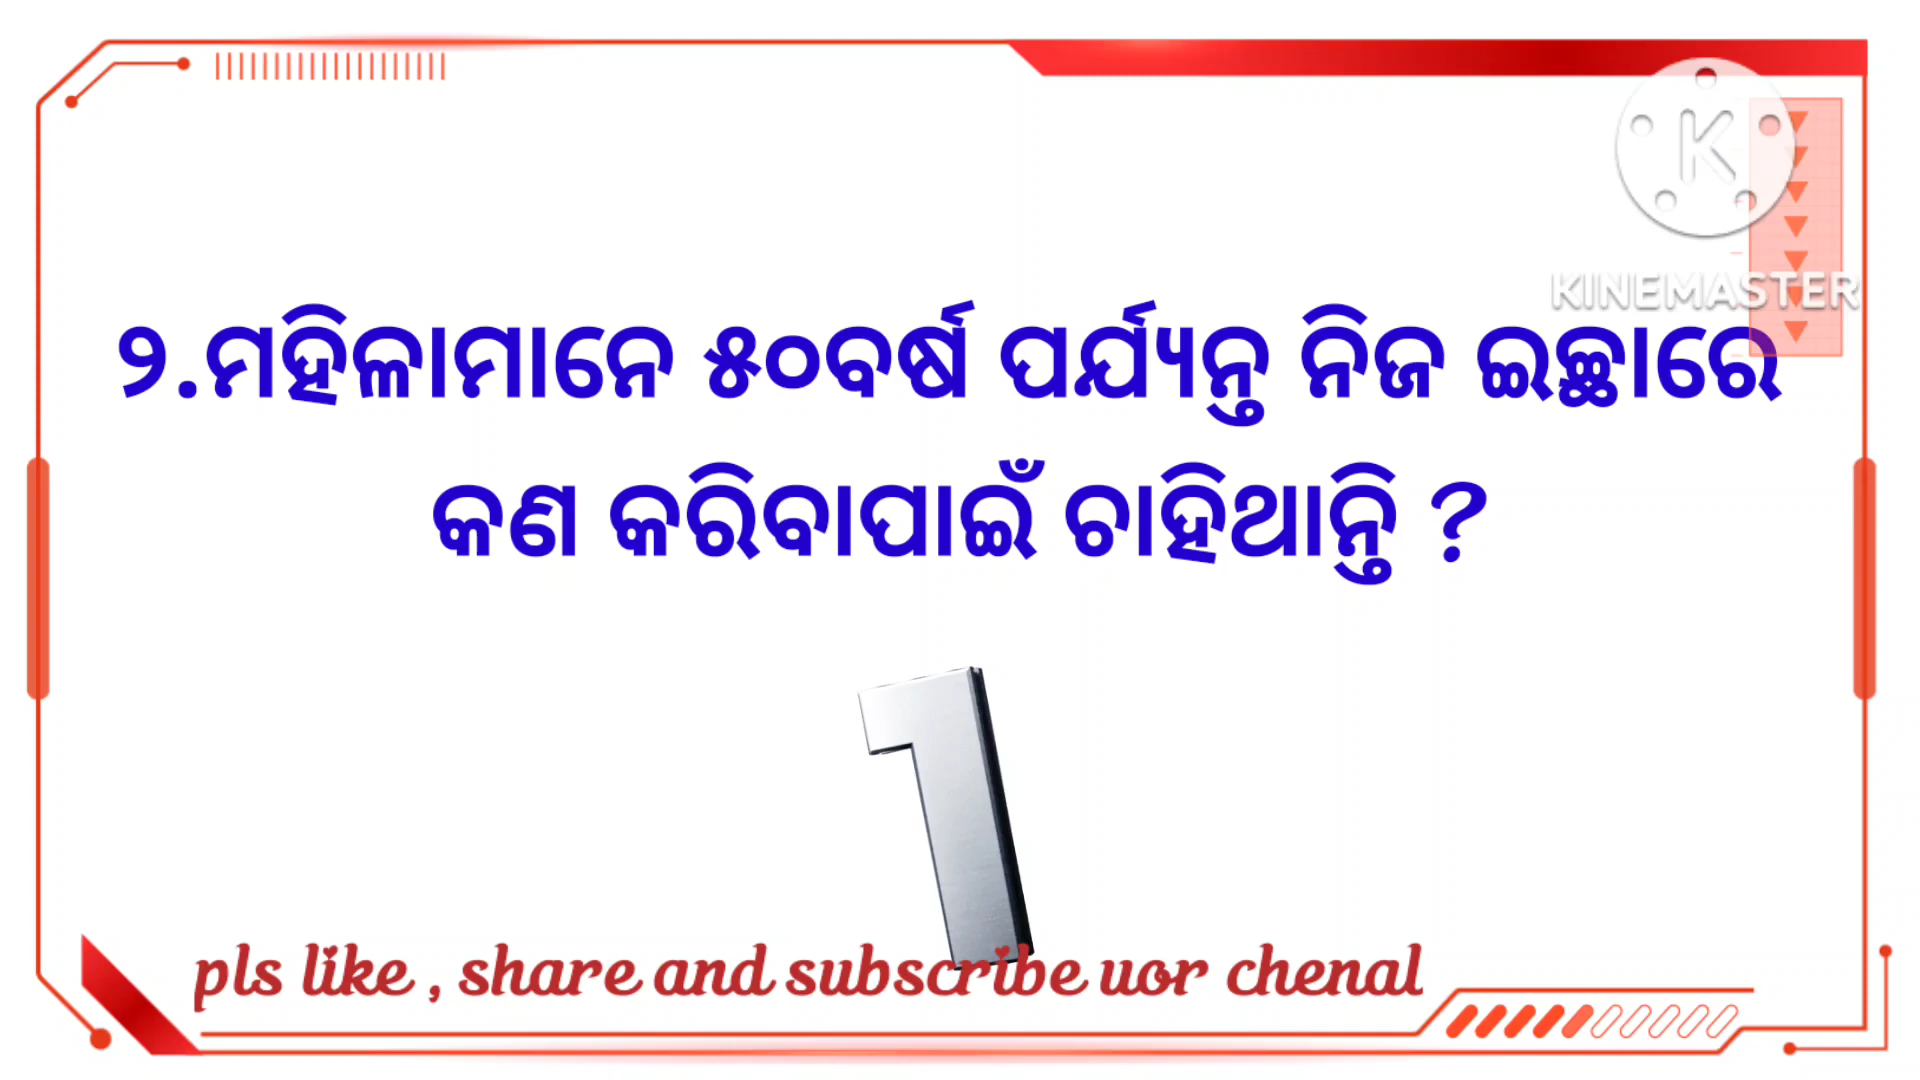 KINEMASTER
୨.ମହିଳାମାନେ ୫୦ବର୍ଷ ପର୍ଯ୍ୟନ୍ତ ନିଜ ଇଚ୍ଛାରେ
କଣ କରିବାପାଇଁ ଚାହିଥାନ୍ତି ?
1
pls like , share and subscribe uor chenal